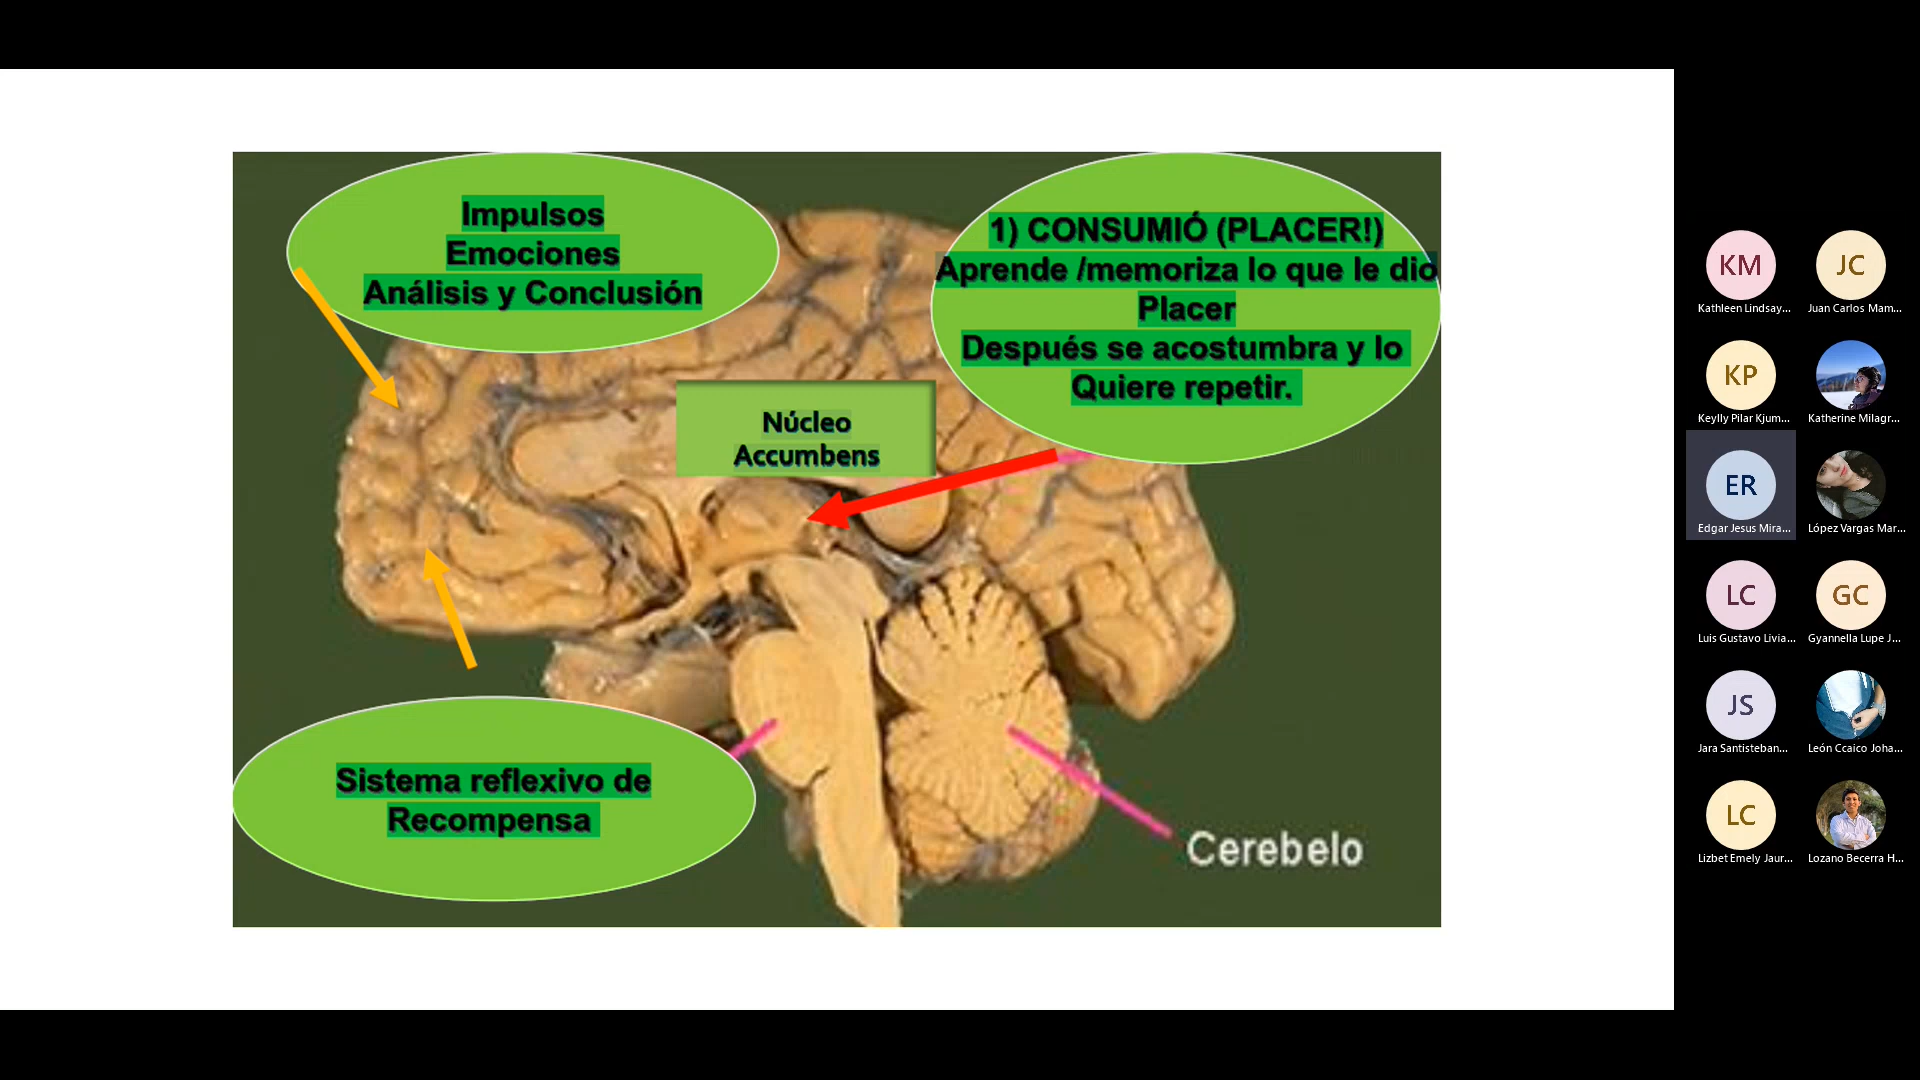 Impulsos
Emociones
Análisis y Conclusión
1) CONSUMIÓ (PLACER!)
Aprende /memoriza lo que le dio
Placer
Después se acostumbra y lo
Quiere repetir.
Núcleo
Accumbens
Sistema reflexivo de
Recompensa
Cerebelo
KM
Kathleen Lindsay...
JC
Juan Carlos Mam...
KP
Keylly Pilar Kjum...
Katherine Milagr...
ER
Edgar Jesus Mira...
López Vargas Mar...
LC
Luis Gustavo Livia...
GC
Gyannella Lupe J...
JS
Jara Santisteban...
León Ccaico Joha...
LC
Lizbet Emely Jaur...
Lozano Becerra H...